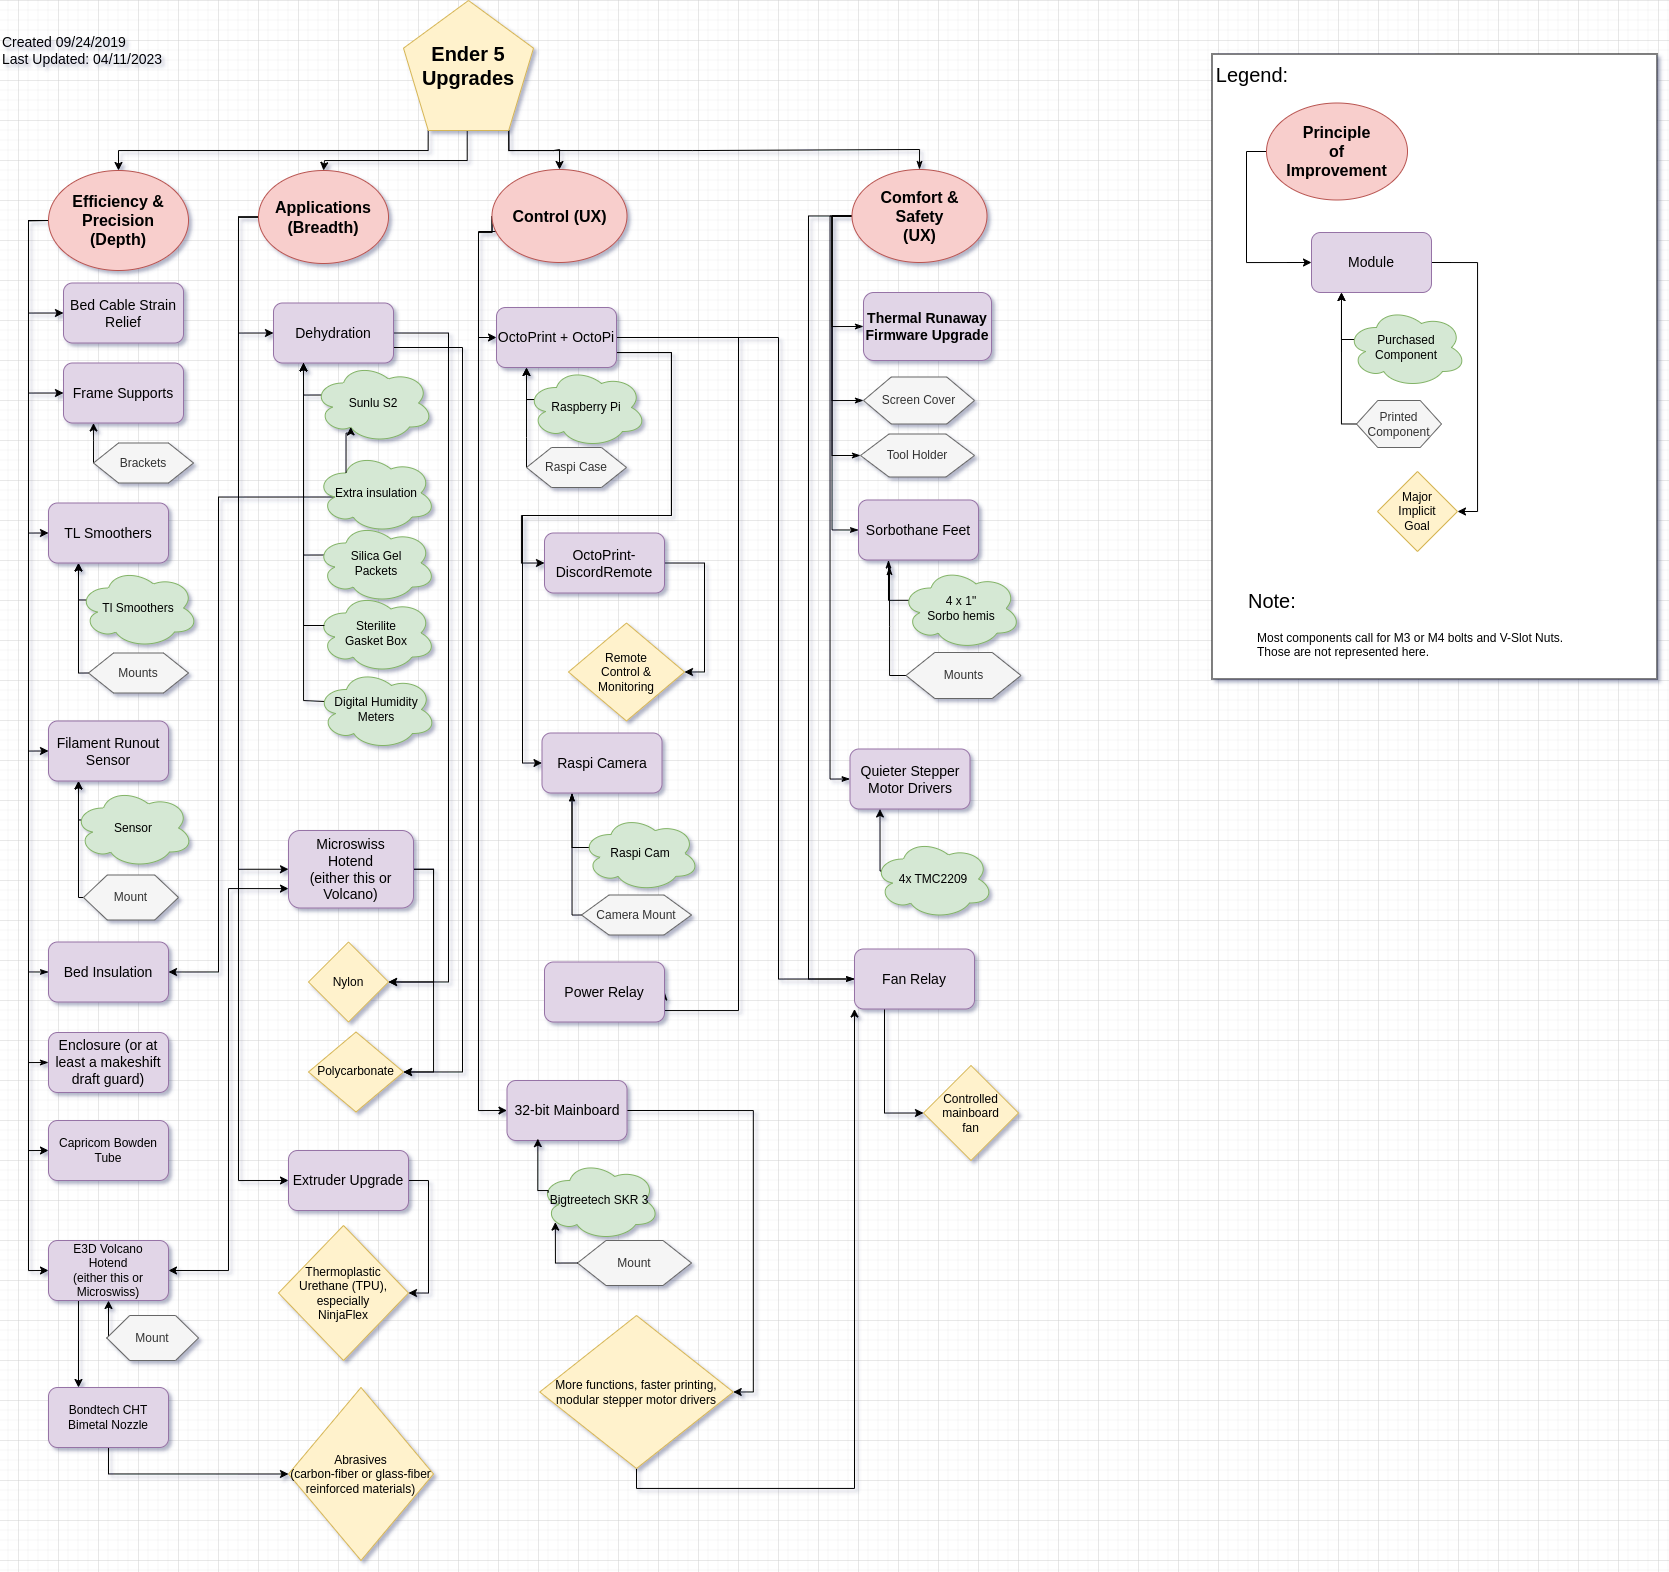 Created 09/24/2019
Last Updated: 04/11/2023
Ender 5
Upgrades
Efficiency &
Precision
(Depth)
Bed Cable Strain
Relief
Frame Supports
Brackets
TL Smoothers
Tl Smoothers
Mounts
Filament Runout
Sensor
Sensor
Mount
Bed Insulation
Enclosure (or at
least a makeshift
draft guard)
Capricom Bowden
Tube
E3D Volcano
Hotend
(either this or
Microswiss)
Mount
Bondtech CHT
Bimetal Nozzle
Applications
(Breadth)
Dehydration
Sunlu S2
Extra insulation
Silica Gel
Packets
Sterilite
Gasket Box
Digital Humidity
Meters
Microswiss
Hotend
(either this or
Volcano)
Nylon
Polycarbonate
Extruder Upgrade
Thermoplastic
Urethane (TPU),
especially
NinjaFlex
Abrasives
(carbon-fiber or glass-fiber
reinforced materials)
Control (UX)
OctoPrint + OctoPi
Raspberry Pi
Raspi Case
OctoPrint-
DiscordRemote
Remote
Control &
Monitoring
Raspi Camera
Raspi Cam
Camera Mount
Power Relay
32-bit Mainboard
Bigtreetech SKR 3
Mount
More functions, faster printing,
modular stepper motor drivers
Comfort &
Safety
(UX)
Thermal Runaway
Firmware Upgrade
Screen Cover
Tool Holder
Sorbothane Feet
4 x 1"
Sorbo hemis
Mounts
Quieter Stepper
Motor Drivers
4x TMC2209
Fan Relay
Controlled
mainboard
fan
Legend:
Principle
of
Improvement
Module
Purchased
Component
Printed
Component
Major
Implicit
Goal
Note:
Most components call for M3 or M4 bolts and V-Slot Nuts.
Those are not represented here.